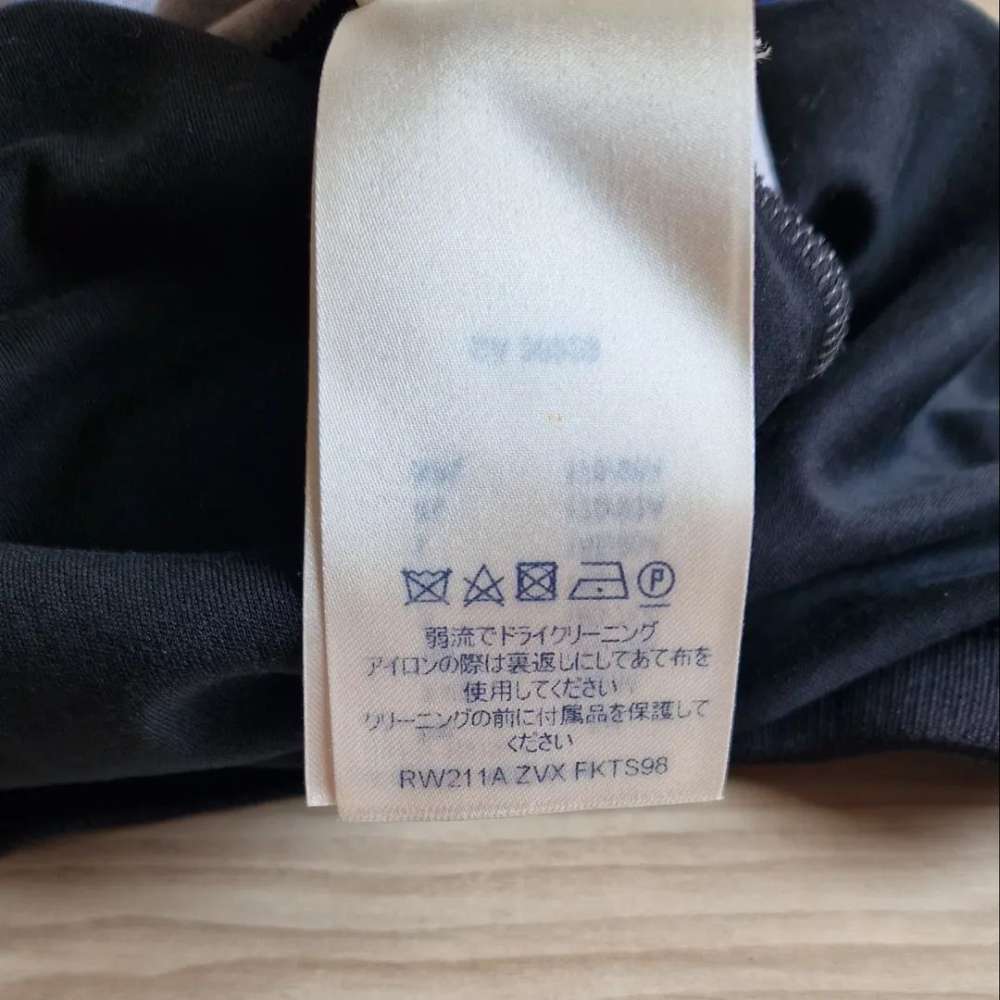 弱流でドライクリーニング
アイロンの際は裏返しにしてあて布を
使用してください
クリーニングの前に付属品を保護して
ください
RW211A ZVX FKTS98